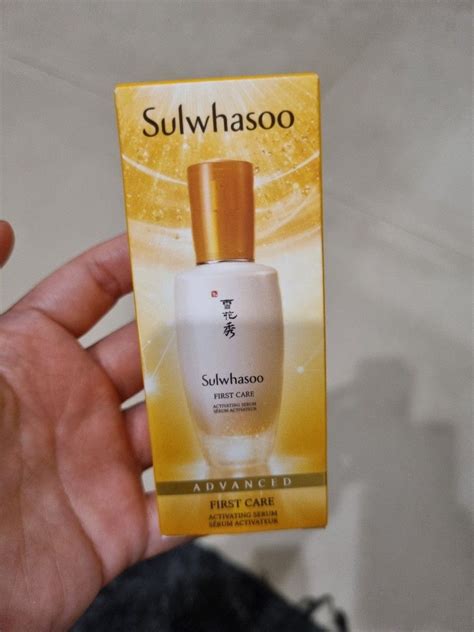 Sulwhasoo
雪
花
秀
Sulwhasoo
FIRST CARE
ACTIVATING SERUM
SÉRUM ACTIVATEUR
ADVANCED
FIRST CARE
ACTIVATING SERUM
SÉRUM ACTIVATEUR